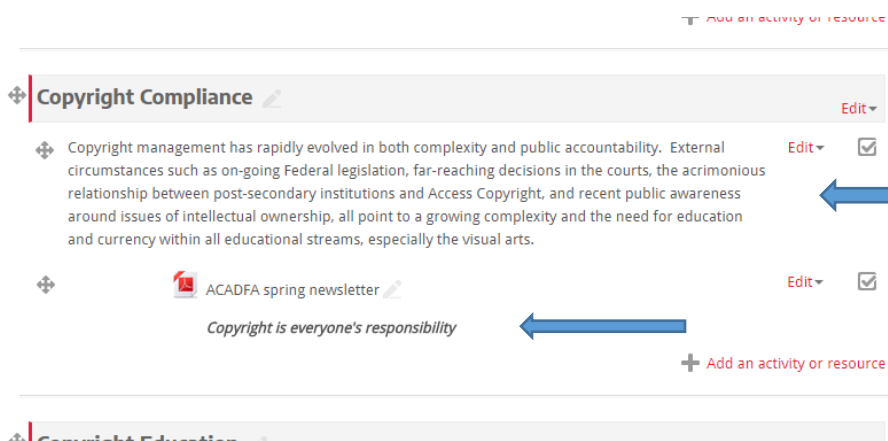 Add an activity or resource
Copyright Compliance
Edit
Copyright management has rapidly evolved in both complexity and public accountability.  External
Edit
circumstances such as on-going Federal legislation, far-reaching decisions in the courts, the acrimonious
relationship between post-secondary institutions and Access Copyright, and recent public awareness
around issues of intellectual ownership, all point to a growing complexity and the need for education
and currency within all educational streams, especially the visual arts.
ACADFA spring newsletter
Edit
Copyright is everyone's responsibility
Add an activity or resource
Copyright Education